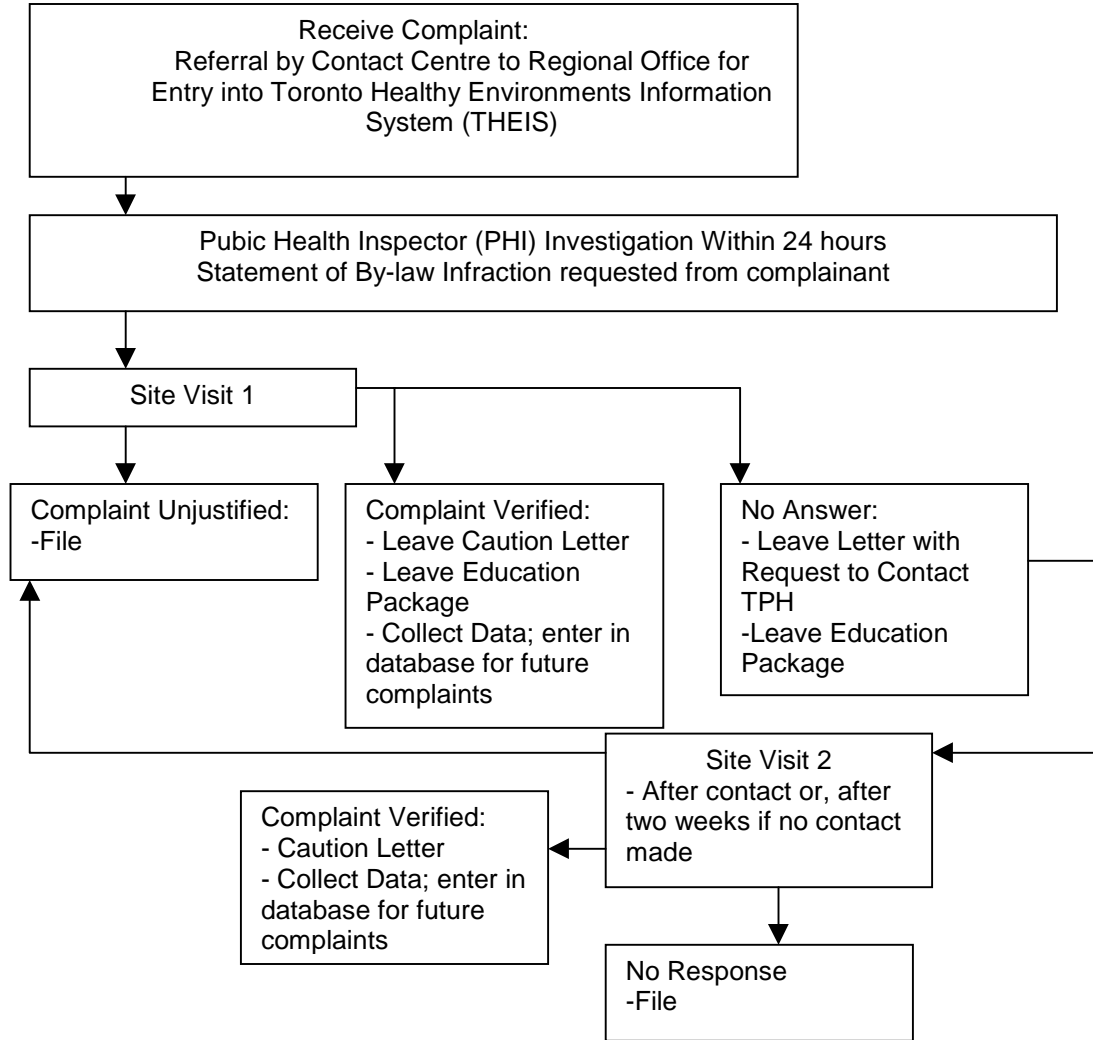 Receive Complaint:
Referral by Contact Centre to Regional Office for
Entry into Toronto Healthy Environments Information
System (THEIS)
Pubic Health Inspector (PHI) Investigation Within 24 hours
Statement of By-law Infraction requested from complainant
Site Visit 1
Complaint Unjustified:
-File
Complaint Verified:
- Leave Caution Letter
- Leave Education
Package
- Collect Data; enter in
database for future
complaints
No Answer:
- Leave Letter with
Request to Contact
TPH
-Leave Education
Package
Site Visit 2
- After contact or, after
two weeks if no contact
made
Complaint Verified:
- Caution Letter
- Collect Data; enter in
database for future
complaints
No Response
-File